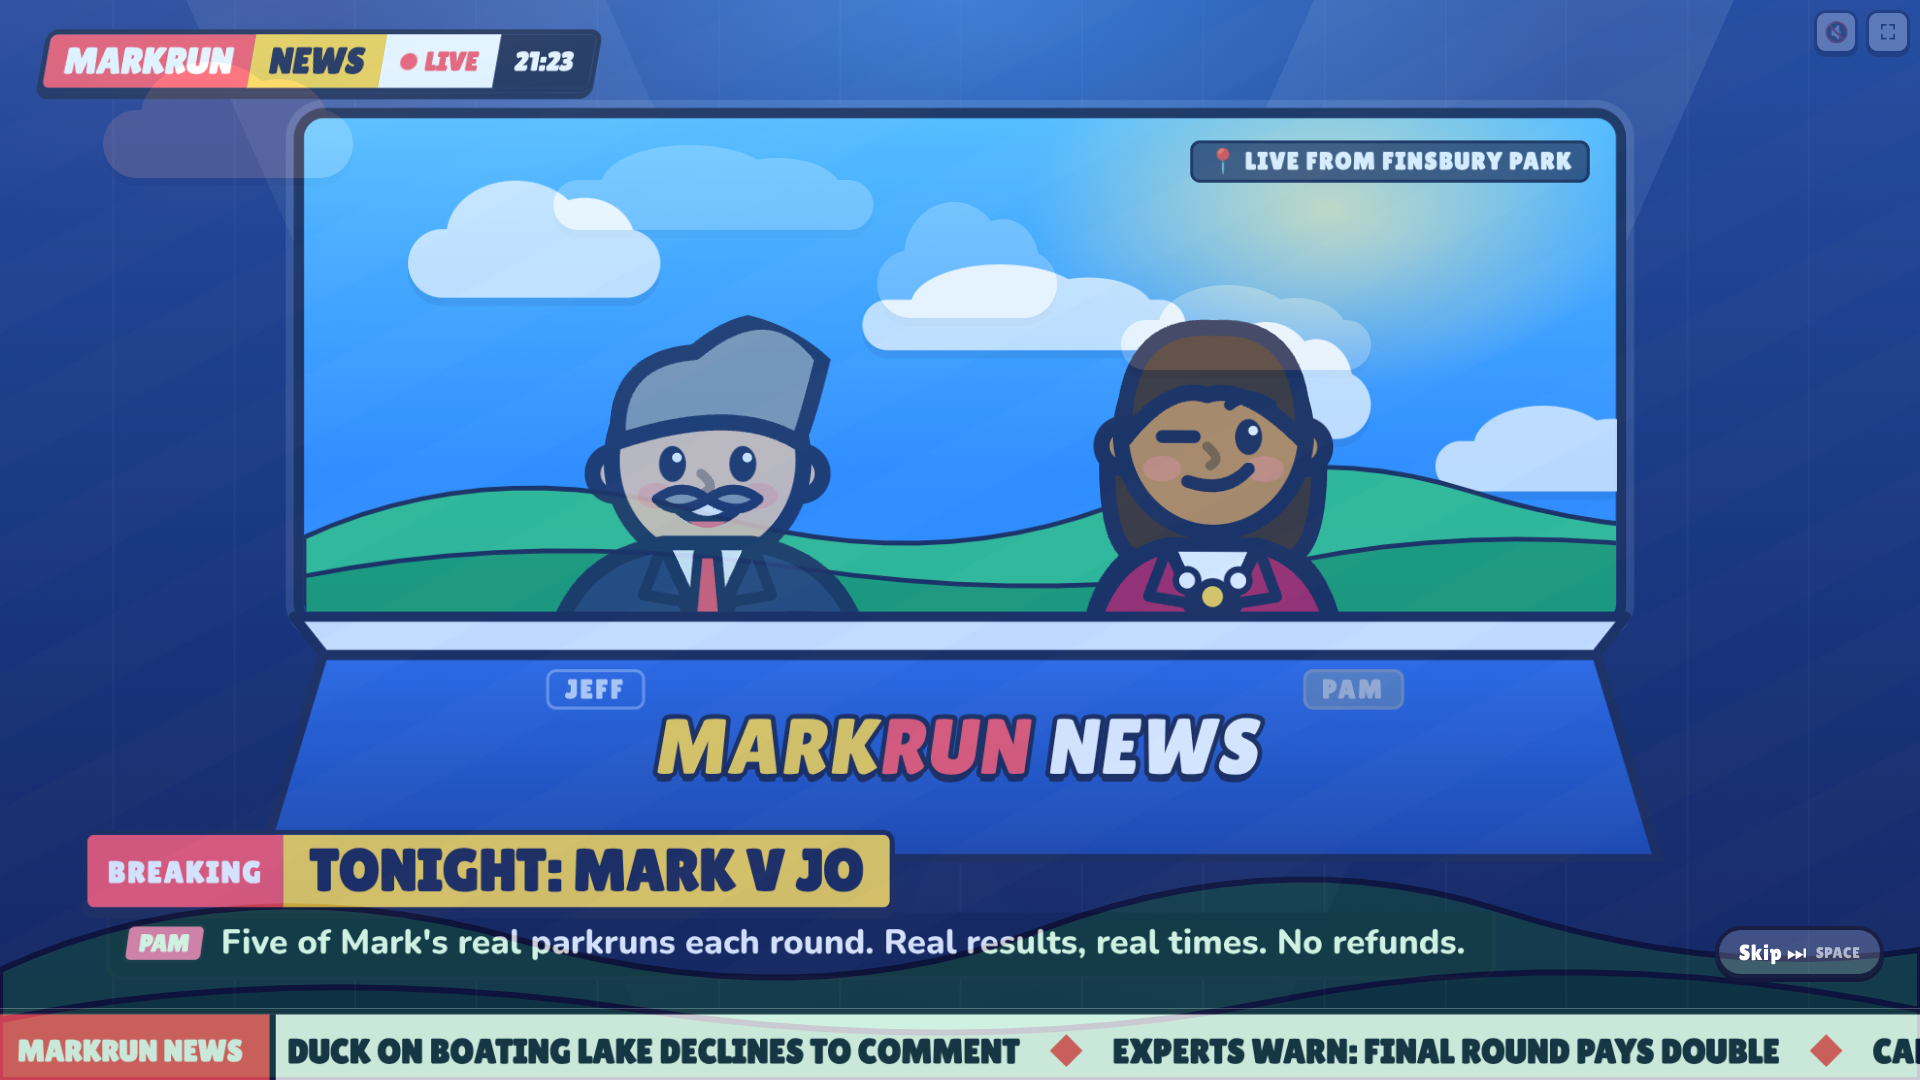 MARKRUN NEWS LIVE 21:23
LIVE FROM FINSBURY PARK
JEFF
PAM
MARKRUN NEWS
BREAKING
TONIGHT: MARK V JO
PAM Five of Mark's real parkruns each round. Real results, real times. No refunds.
Skip SPACE
MARKRUN NEWS DUCK ON BOATING LAKE DECLINES TO COMMENT EXPERTS WARN: FINAL ROUND PAYS DOUBLE